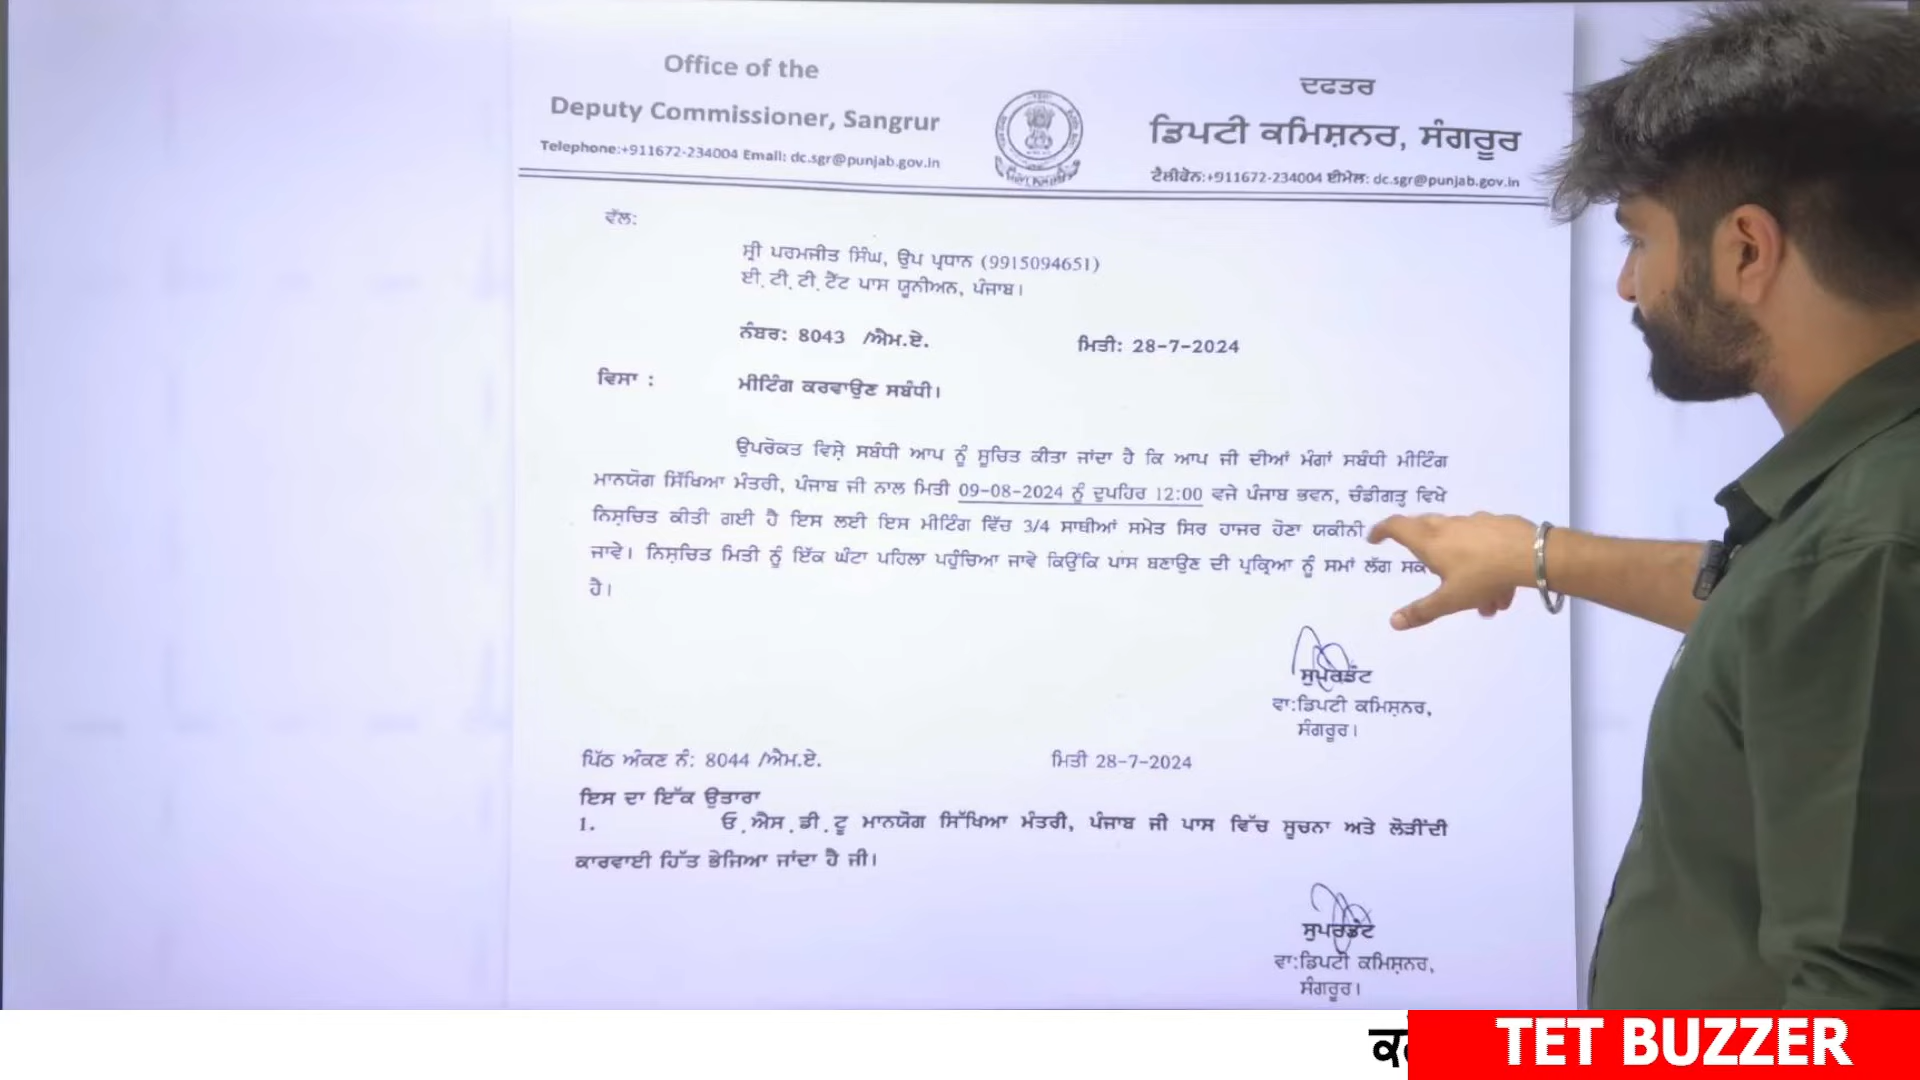 Office of the
Deputy Commissioner, Sangrur
Telephone:+911672-234004 Email: dc.sgr@punjab.gov.in
ਦਫਤਰ
ਡਿਪਟੀ ਕਮਿਸ਼ਨਰ, ਸੰਗਰੂਰ
ਟੈਲੀਫੋਨ:+911672-234004 ਈਮੇਲ: dc.sgr@punjab.gov.in
ਵੱਲ:
ਸ੍ਰੀ ਪਰਮਜੀਤ ਸਿੰਘ, ਉਪ ਪ੍ਰਧਾਨ (9915094651)
ਈ.ਟੀ.ਟੀ.ਟੈੱਟ ਪਾਸ ਯੂਨੀਅਨ, ਪੰਜਾਬ।
ਨੰਬਰ: 8043 /ਐਮ.ਏ. ਮਿਤੀ: 28-7-2024
ਵਿਸਾ : ਮੀਟਿੰਗ ਕਰਵਾਉਣ ਸਬੰਧੀ।
ਉਪਰੋਕਤ ਵਿਸ਼ੇ ਸਬੰਧੀ ਆਪ ਨੂੰ ਸੂਚਿਤ ਕੀਤਾ ਜਾਂਦਾ ਹੈ ਕਿ ਆਪ ਜੀ ਦੀਆਂ ਮੰਗਾਂ ਸਬੰਧੀ ਮੀਟਿੰਗ
ਮਾਨਯੋਗ ਸਿੱਖਿਆ ਮੰਤਰੀ, ਪੰਜਾਬ ਜੀ ਨਾਲ ਮਿਤੀ 09-08-2024 ਨੂੰ ਦੁਪਹਿਰ 12:00 ਵਜੇ ਪੰਜਾਬ ਭਵਨ, ਚੰਡੀਗੜ੍ਹ ਵਿਖੇ
ਨਿਸ਼ਚਿਤ ਕੀਤੀ ਗਈ ਹੈ ਇਸ ਲਈ ਇਸ ਮੀਟਿੰਗ ਵਿੱਚ 3/4 ਸਾਥੀਆਂ ਸਮੇਤ ਸਿਰ ਹਾਜਰ ਹੋਣਾ ਯਕੀਨੀ
ਜਾਵੇ। ਨਿਸ਼ਚਿਤ ਮਿਤੀ ਨੂੰ ਇੱਕ ਘੰਟਾ ਪਹਿਲਾ ਪਹੁੰਚਿਆ ਜਾਵੇ ਕਿਉਂਕਿ ਪਾਸ ਬਣਾਉਣ ਦੀ ਪ੍ਰਕ੍ਰਿਆ ਨੂੰ ਸਮਾਂ ਲੱਗ
ਹੈ।
ਸੁਪਰਡੰਟ
ਵਾ:ਡਿਪਟੀ ਕਮਿਸ਼ਨਰ,
ਸੰਗਰੂਰ।
ਪਿੱਠ ਅੰਕਣ ਨੰ: 8044 /ਐਮ.ਏ. ਮਿਤੀ 28-7-2024
ਇਸ ਦਾ ਇੱਕ ਉਤਾਰਾ
1. ਓ.ਐਸ.ਡੀ.ਟੂ ਮਾਨਯੋਗ ਸਿੱਖਿਆ ਮੰਤਰੀ, ਪੰਜਾਬ ਜੀ ਪਾਸ ਵਿੱਚ ਸੂਚਨਾ ਅਤੇ ਲੋੜੀਂਦੀ
ਕਾਰਵਾਈ ਹਿੱਤ ਭੇਜਿਆ ਜਾਂਦਾ ਹੈ ਜੀ।
ਸੁਪਰਡੰਟ
ਵਾ:ਡਿਪਟੀ ਕਮਿਸ਼ਨਰ,
ਸੰਗਰੂਰ।
TET BUZZER